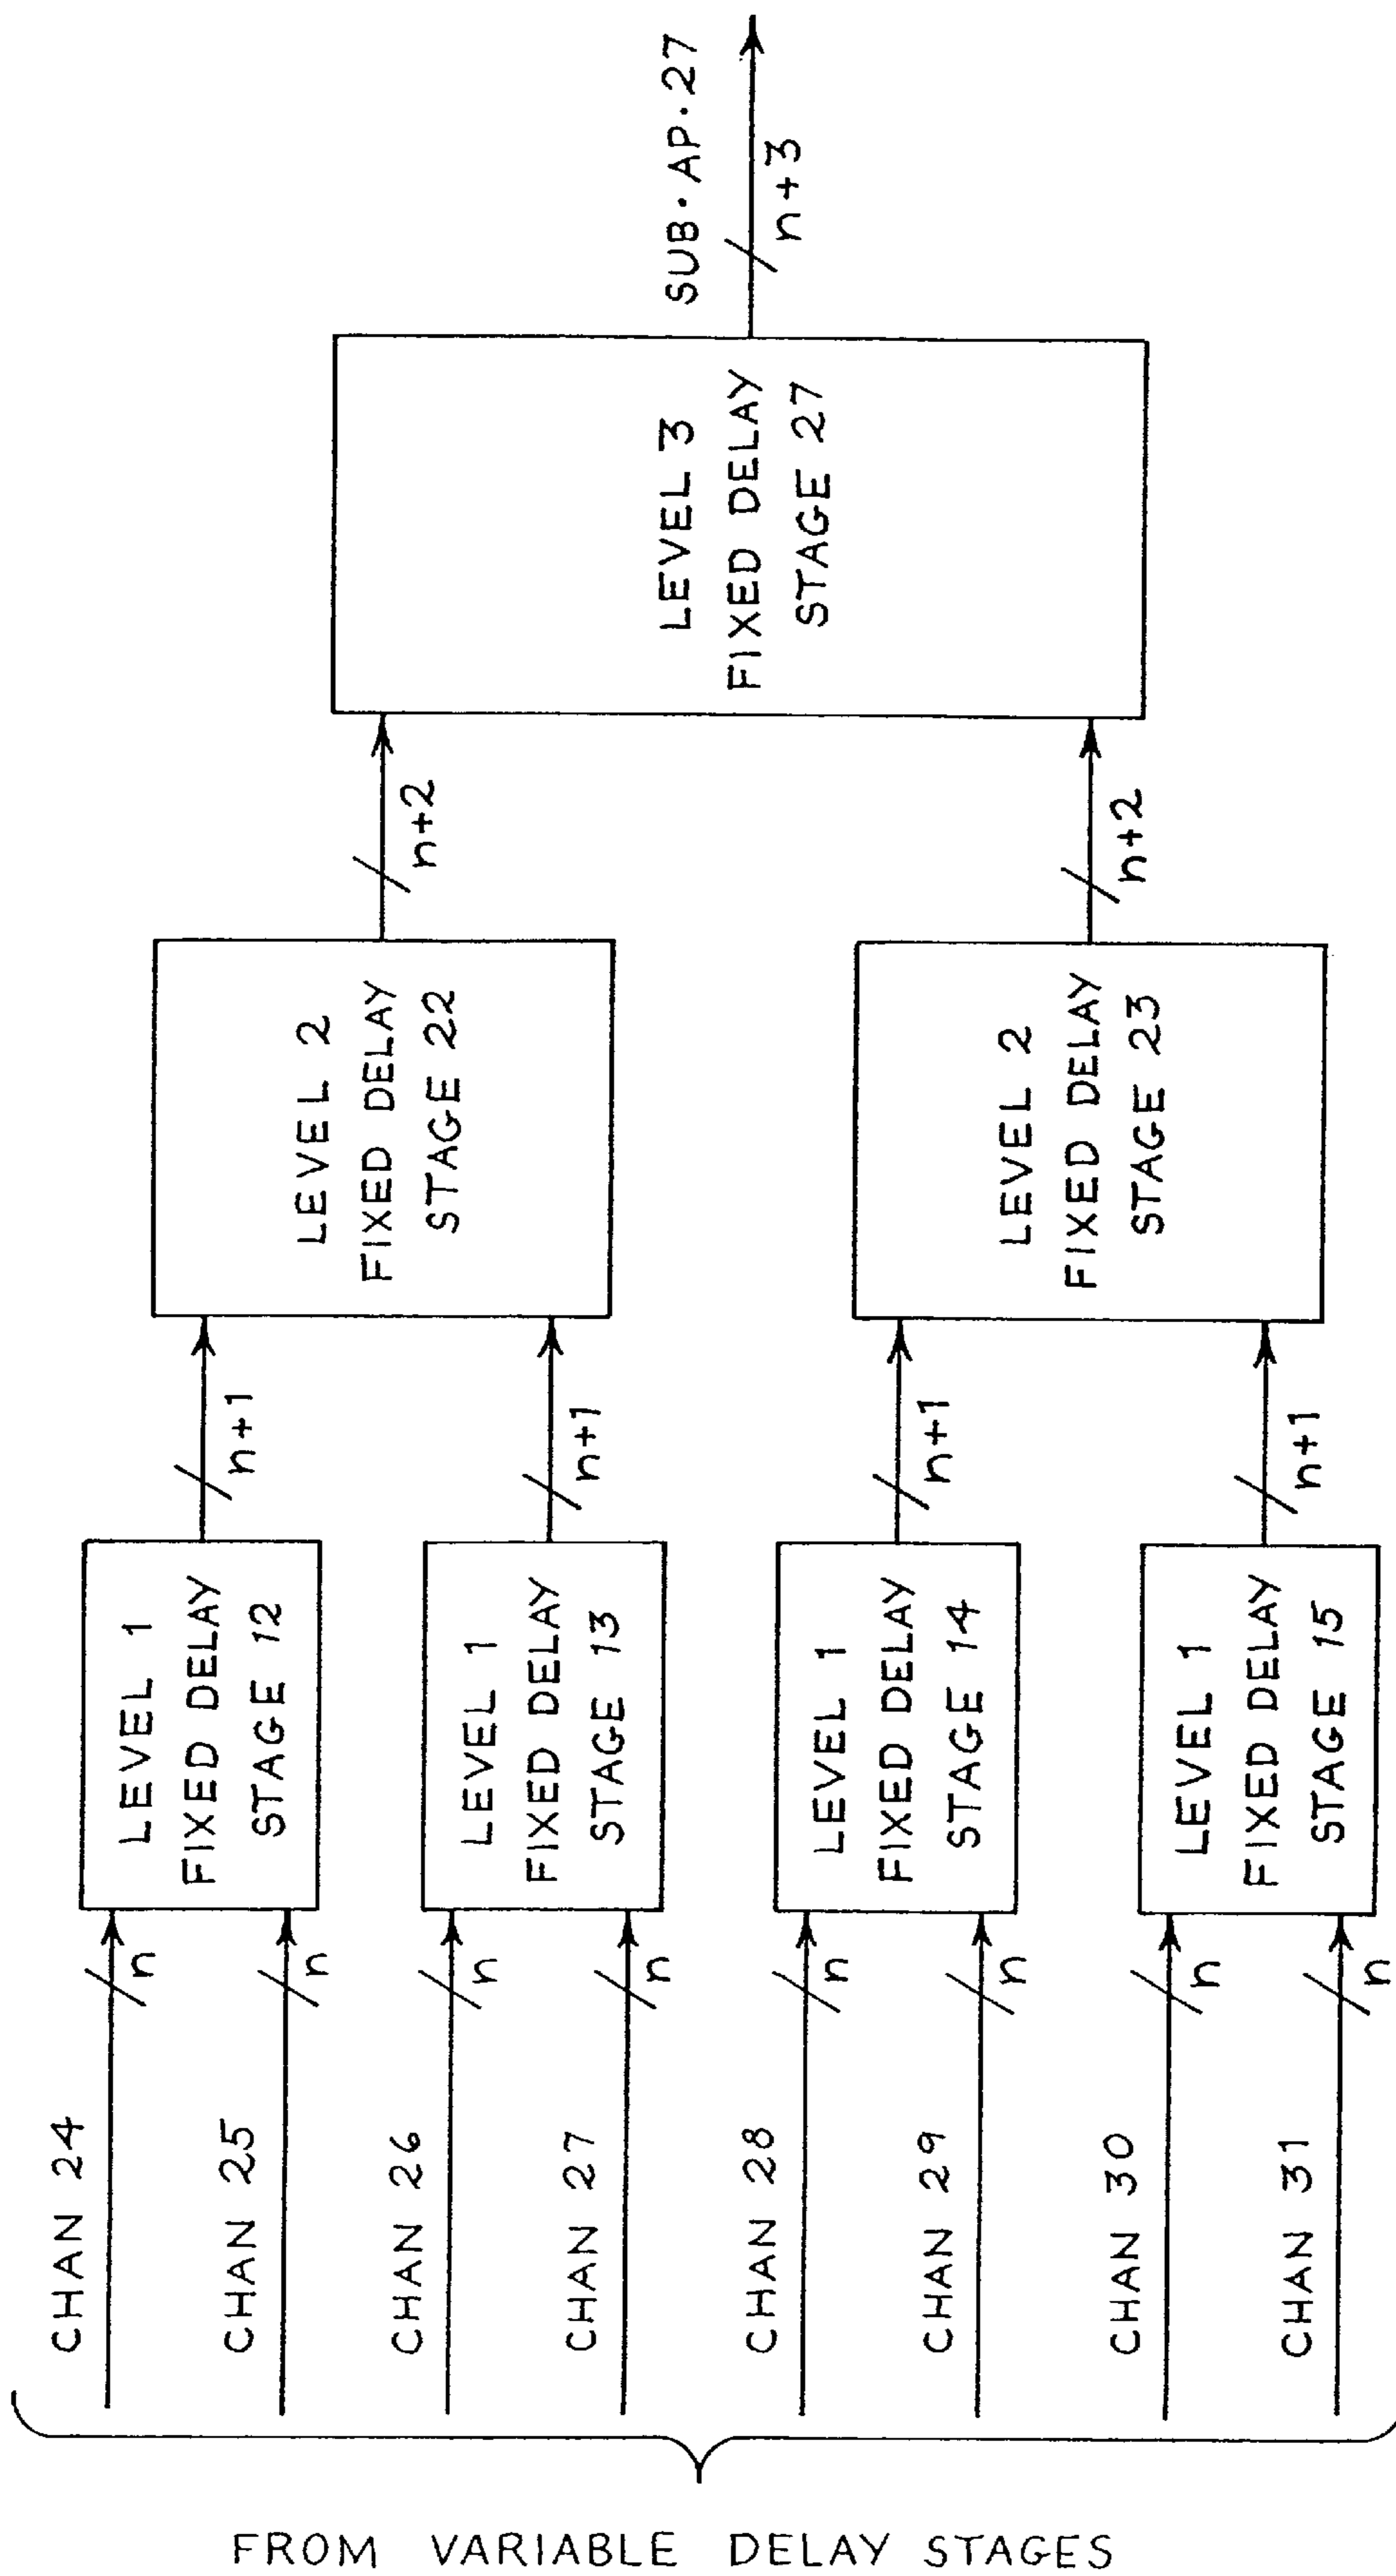 FROM VARIABLE DELAY STAGES
CHAN 24
n
CHAN 25
n
CHAN 26
n
CHAN 27
n
CHAN 28
n
CHAN 29
n
CHAN 30
n
CHAN 31
n
LEVEL 1
FIXED DELAY
STAGE 12
LEVEL 1
FIXED DELAY
STAGE 13
LEVEL 1
FIXED DELAY
STAGE 14
LEVEL 1
FIXED DELAY
STAGE 15
n+1
n+1
n+1
n+1
LEVEL 2
FIXED DELAY
STAGE 22
LEVEL 2
FIXED DELAY
STAGE 23
n+2
n+2
LEVEL 3
FIXED DELAY
STAGE 27
SUB·AP·27
n+3